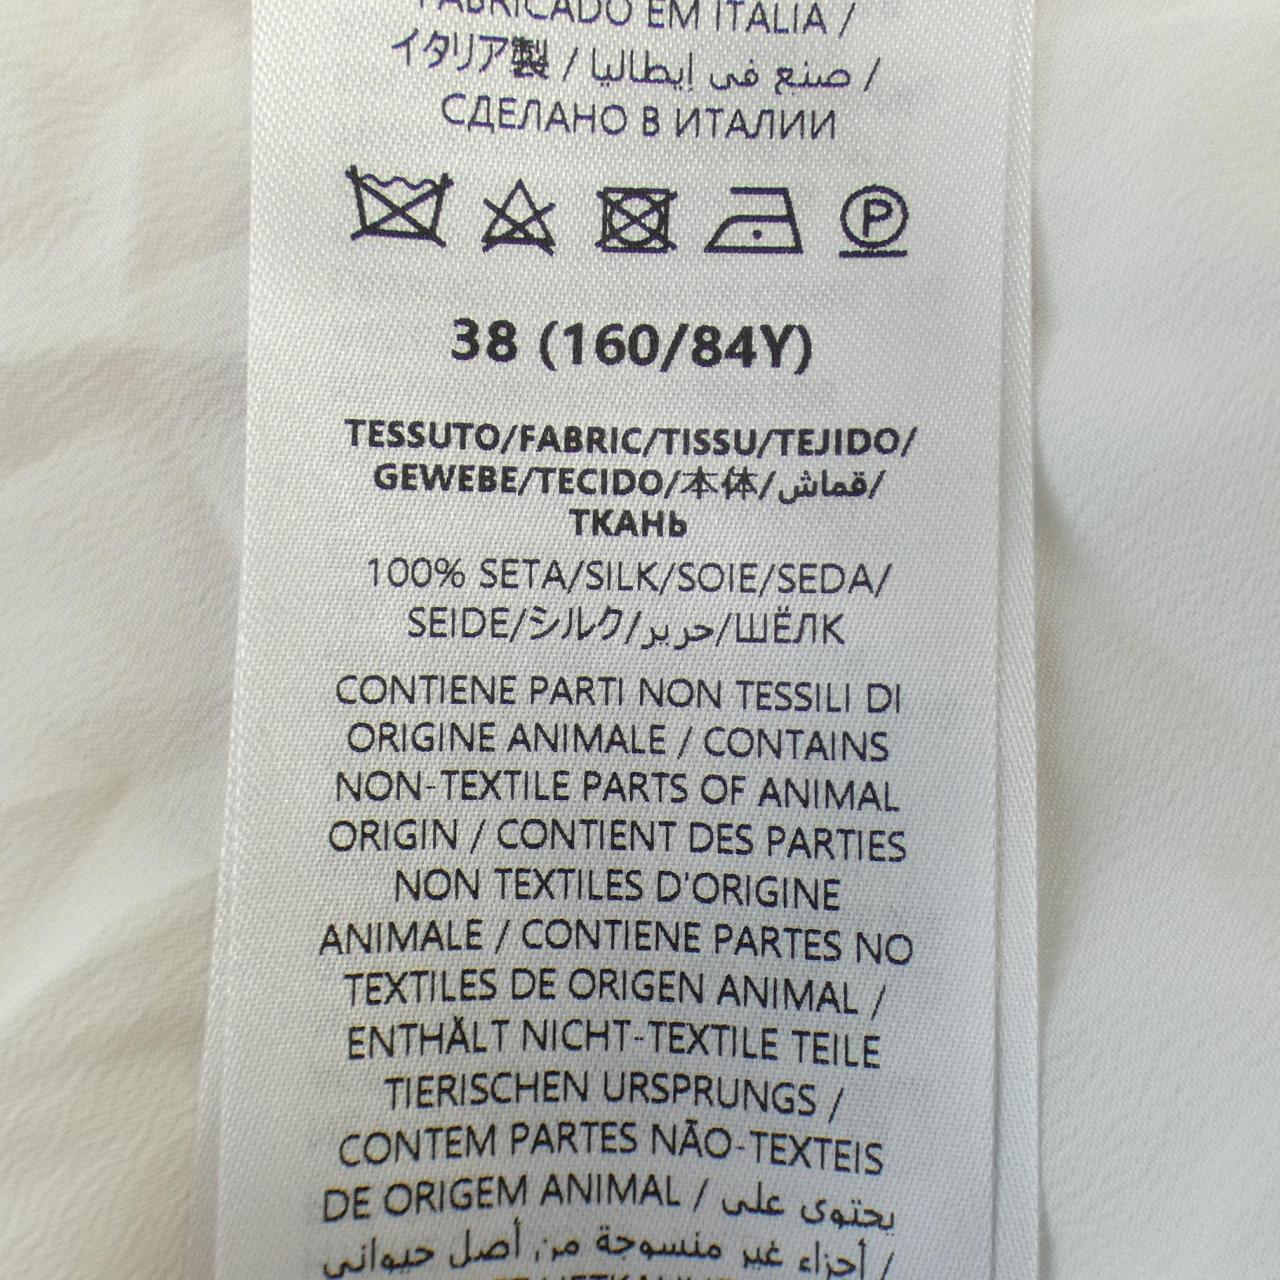 FABRICADO EM ITALIA /
イタリア製 / صنع في إيطاليا /
СДЕЛАНО В ИТАЛИИ
P
38 (160/84Y)
TESSUTO/FABRIC/TISSU/TEJIDO/
GEWEBE/TECIDO/本体/قماش/
ТКАНЬ
100% SETA/SILK/SOIE/SEDA/
SEIDE/シルク/حرير/ШЁЛК
CONTIENE PARTI NON TESSILI DI
ORIGINE ANIMALE / CONTAINS
NON-TEXTILE PARTS OF ANIMAL
ORIGIN / CONTIENT DES PARTIES
NON TEXTILES D'ORIGINE
ANIMALE / CONTIENE PARTES NO
TEXTILES DE ORIGEN ANIMAL /
ENTHÄLT NICHT-TEXTILE TEILE
TIERISCHEN URSPRUNGS /
CONTEM PARTES NÃO-TEXTEIS
DE ORIGEM ANIMAL / يحتوى على
أجزاء غير منسوجة من أصل حيواني /